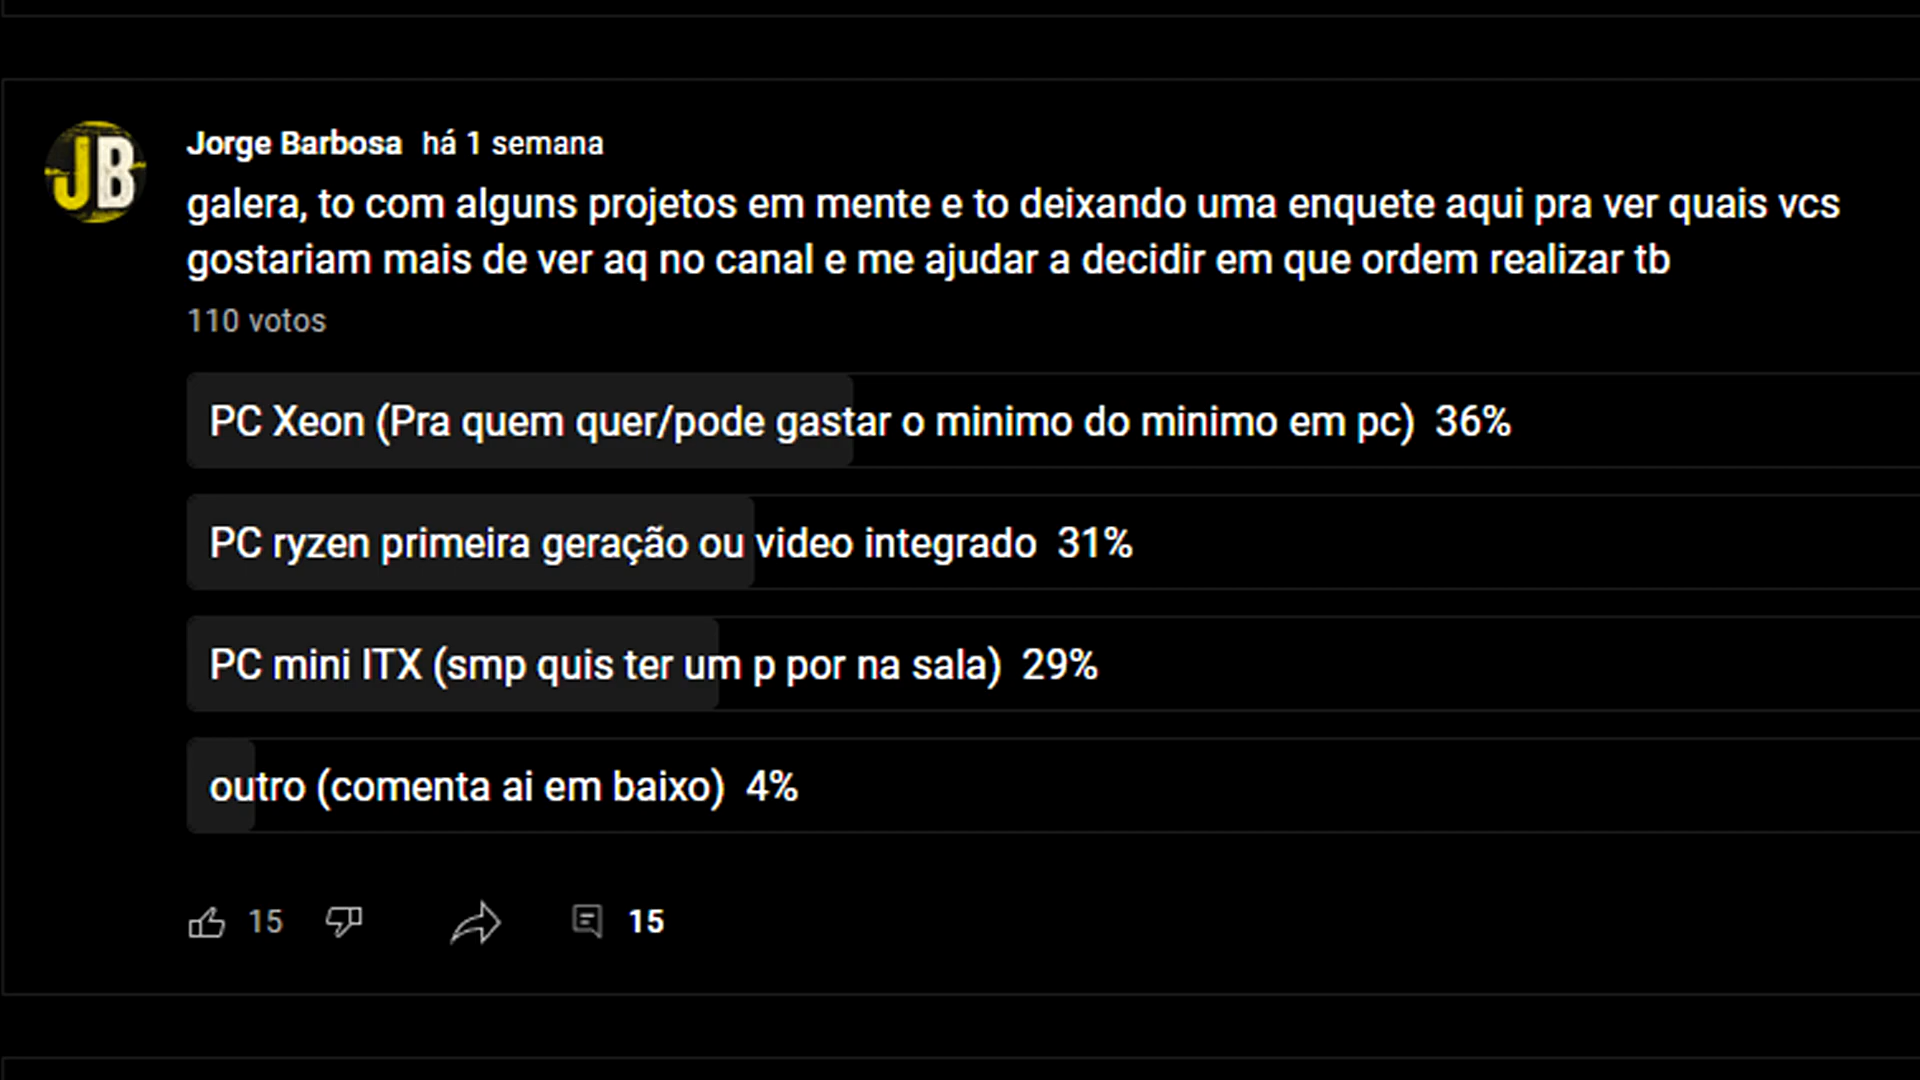 JB
Jorge Barbosa há 1 semana
galera, to com alguns projetos em mente e to deixando uma enquete aqui pra ver quais vcs
gostariam mais de ver aq no canal e me ajudar a decidir em que ordem realizar tb
110 votos
PC Xeon (Pra quem quer/pode gastar o minimo do minimo em pc) 36%
PC ryzen primeira geração ou video integrado 31%
PC mini ITX (smp quis ter um p por na sala) 29%
outro (comenta ai em baixo) 4%
15 15